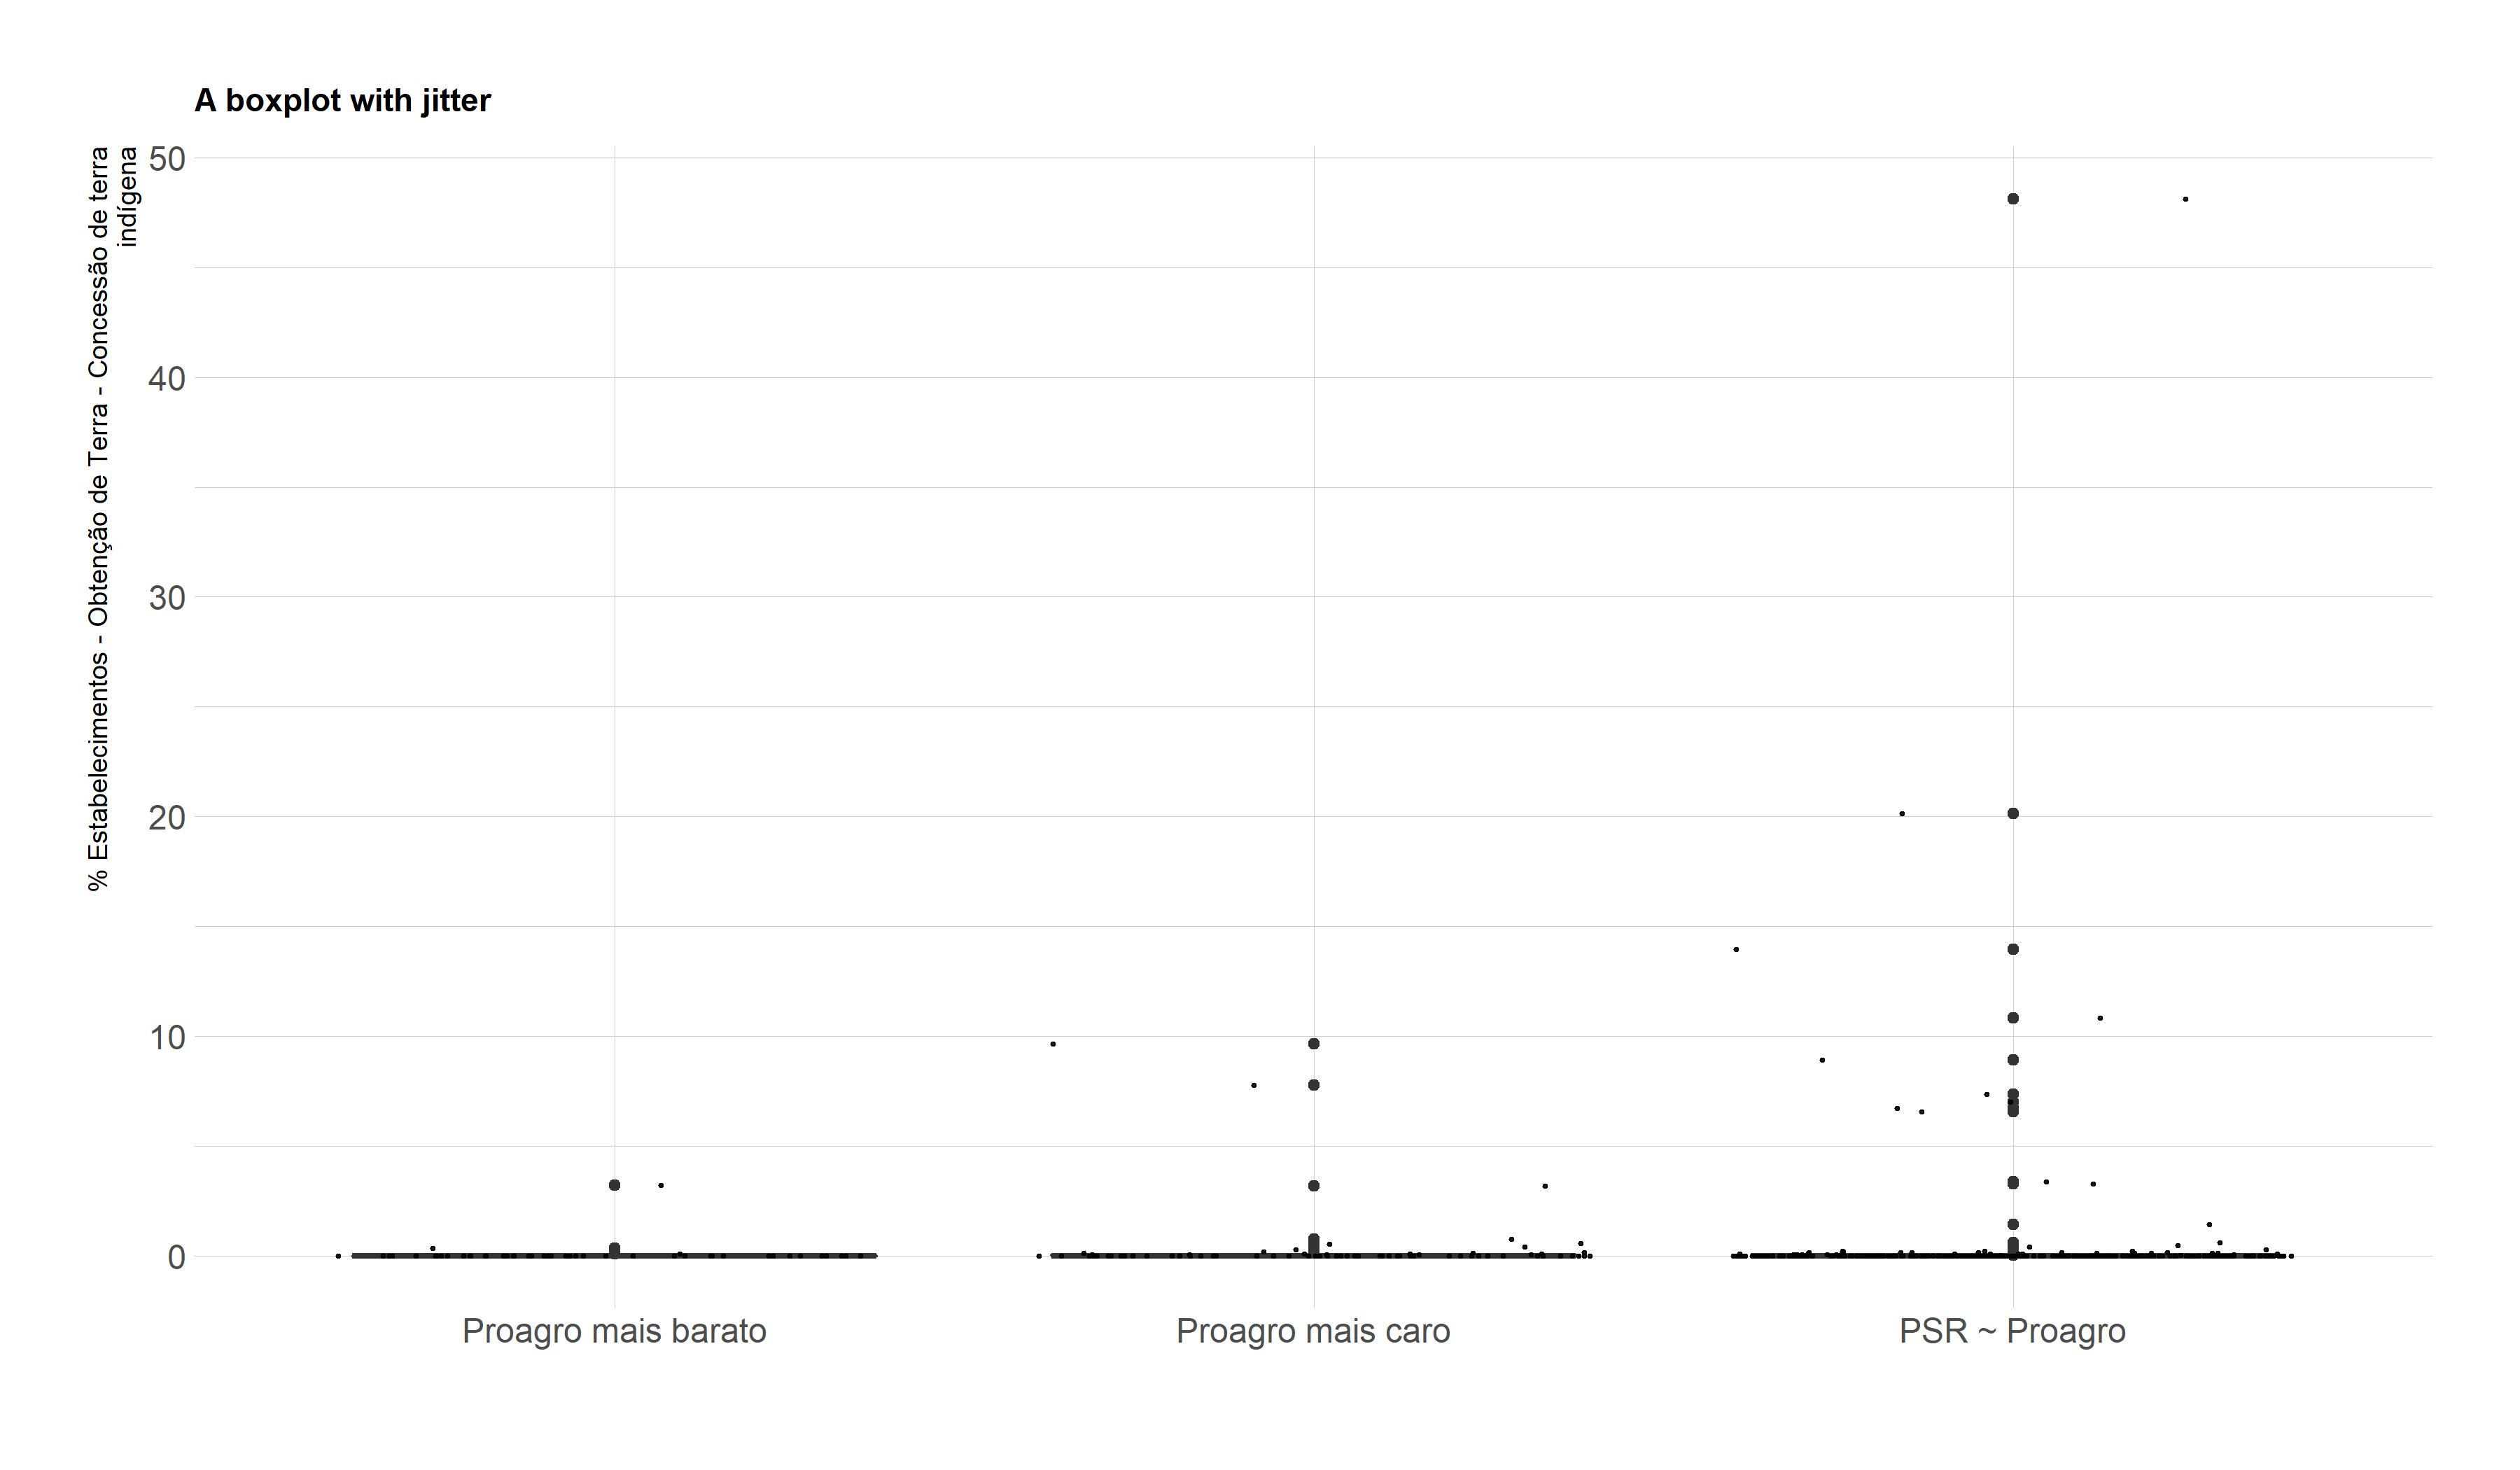 A boxplot with jitter
% Estabelecimentos - Obtenção de Terra - Concessão de terra
indígena
50
40
30
20
10
0
Proagro mais barato
Proagro mais caro
PSR ~ Proagro